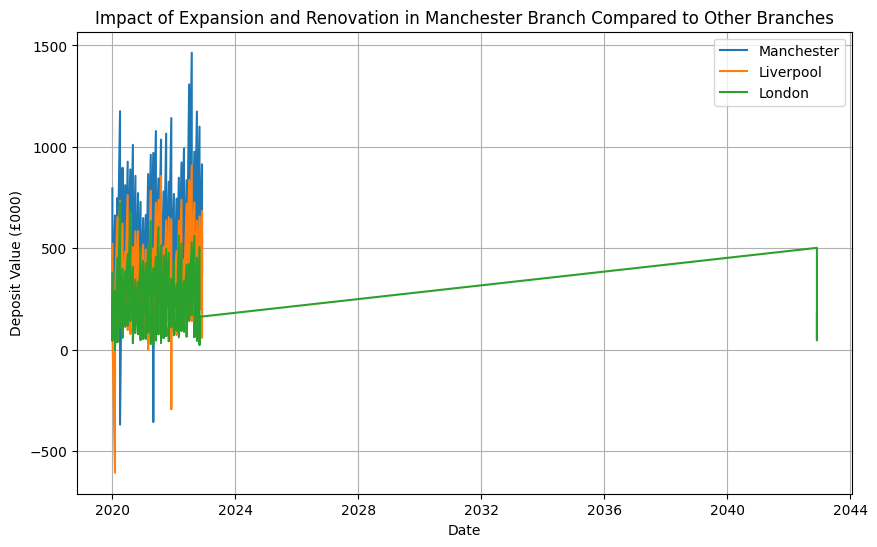 Impact of Expansion and Renovation in Manchester Branch Compared to Other Branches
1500
1000
500
0
−500
Deposit Value (£000)
Manchester
Liverpool
London
2020 2024 2028 2032 2036 2040 2044
Date